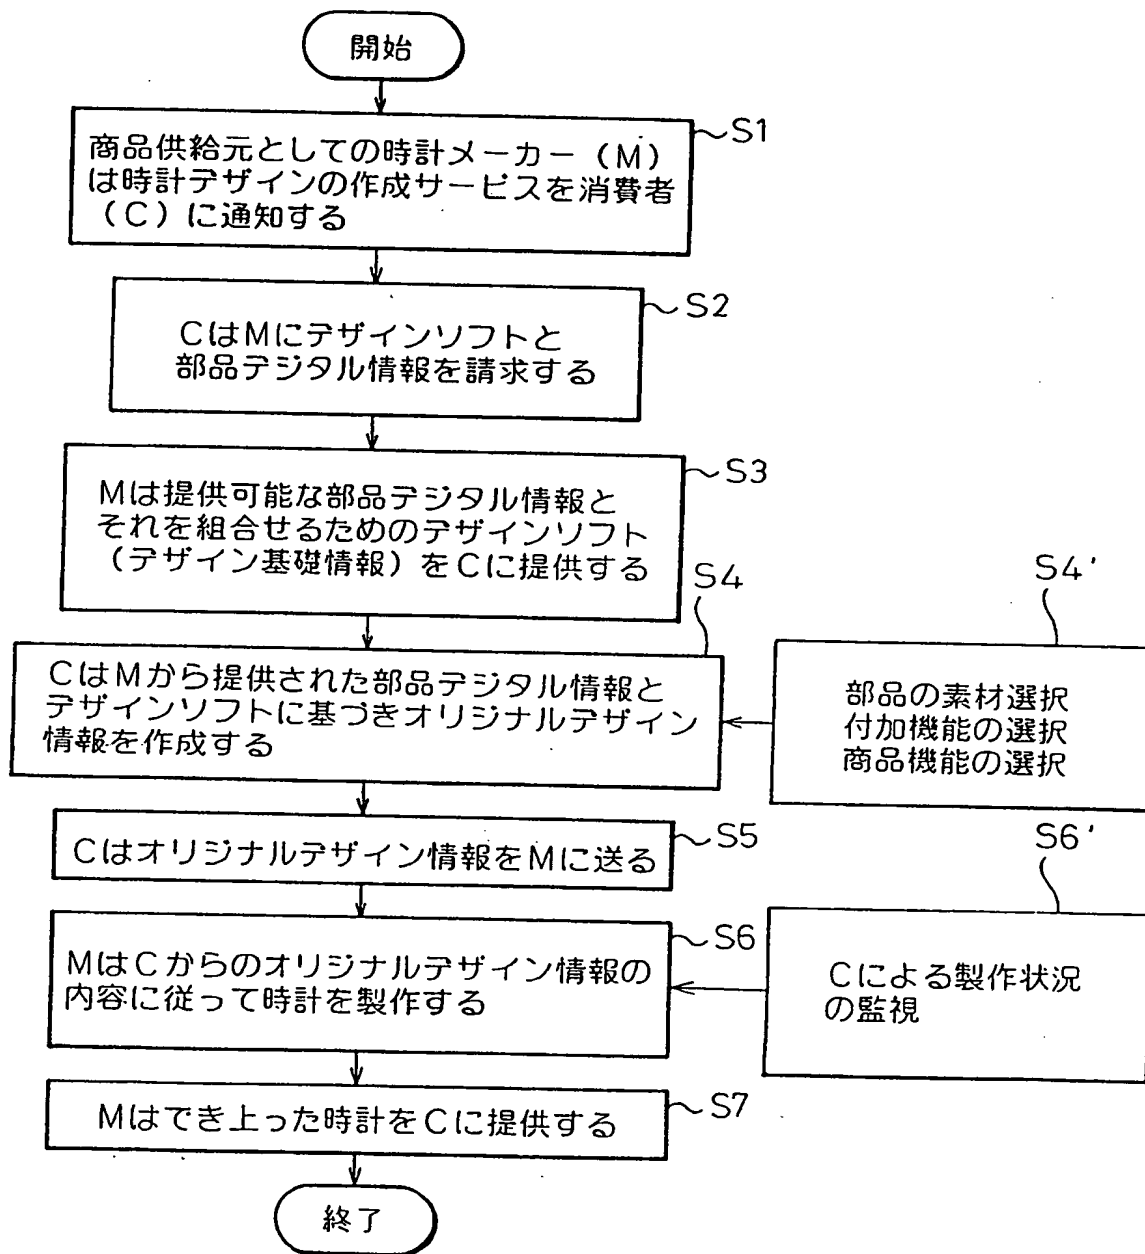 開始
S1
商品供給元としての時計メーカー（M）
は時計デザインの作成サービスを消費者
（C）に通知する
S2
CはMにデザインソフトと
部品デジタル情報を請求する
S3
Mは提供可能な部品デジタル情報と
それを組合せるためのデザインソフト
（デザイン基礎情報）をCに提供する
S4
CはMから提供された部品デジタル情報と
デザインソフトに基づきオリジナルデザイン
情報を作成する
S4'
部品の素材選択
付加機能の選択
商品機能の選択
S5
Cはオリジナルデザイン情報をMに送る
S6
MはCからのオリジナルデザイン情報の
内容に従って時計を製作する
S6'
Cによる製作状況
の監視
S7
Mはでき上った時計をCに提供する
終了